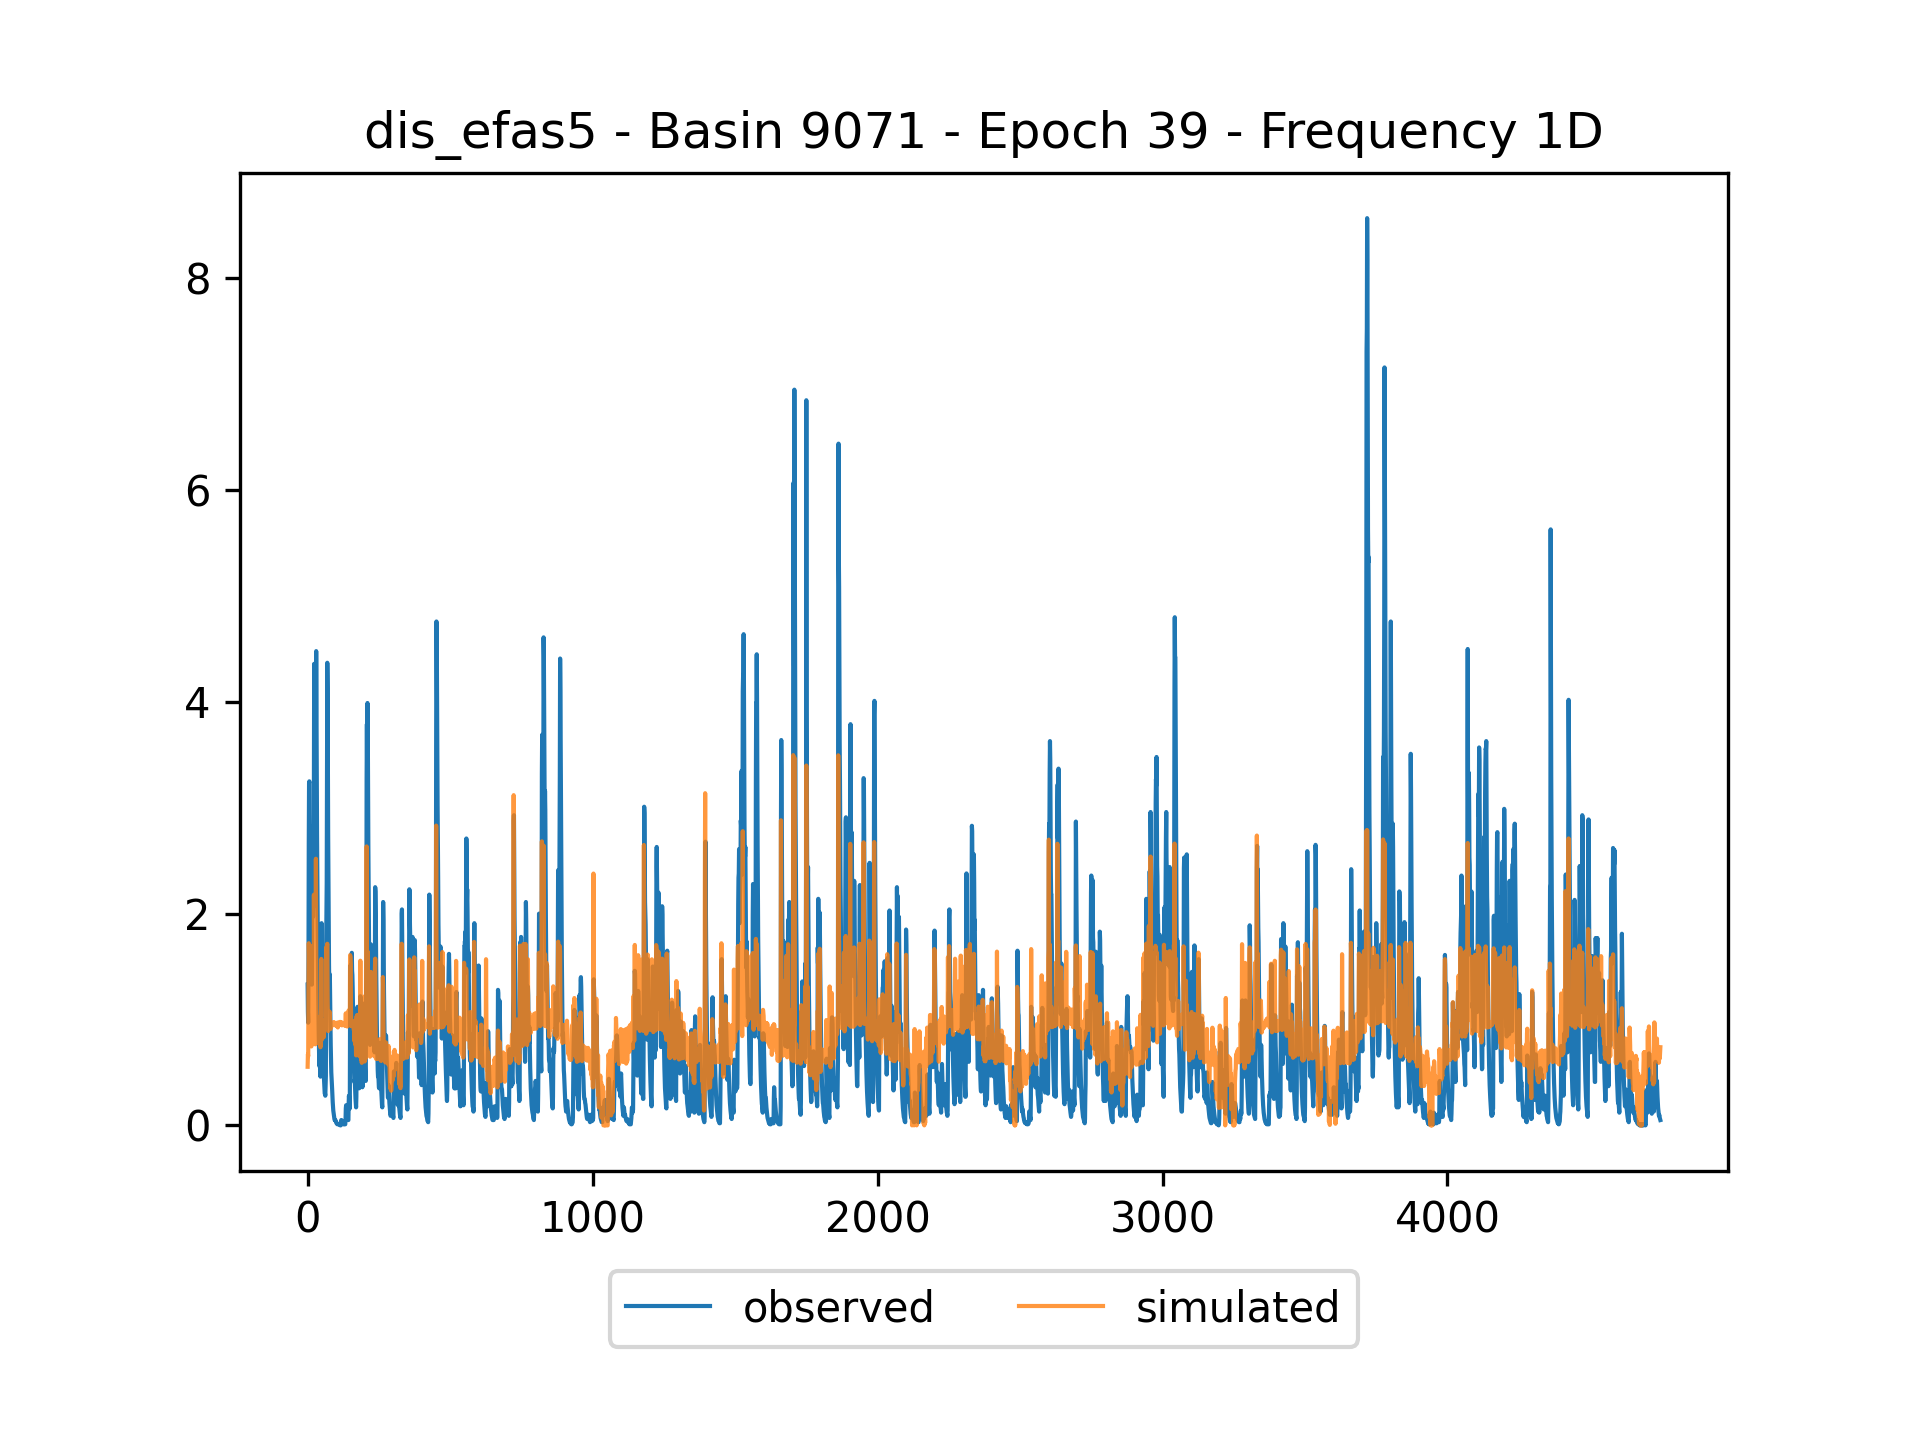 dis_efas5 - Basin 9071 - Epoch 39 - Frequency 1D
8
6
4
2
0
0 1000 2000 3000 4000
observed simulated